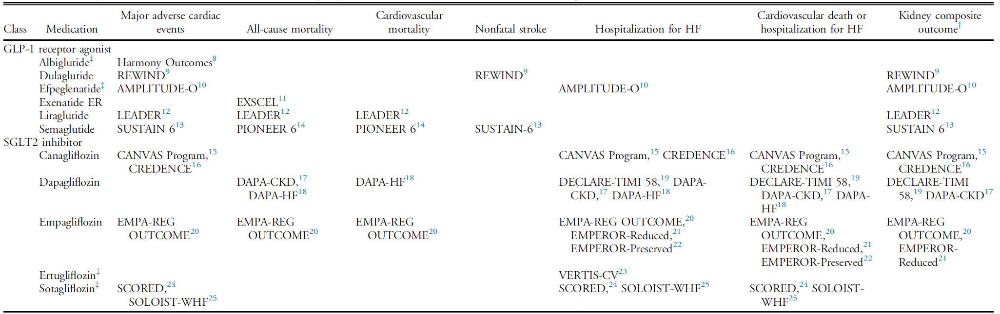 Major adverse cardiac Cardiovascular Cardiovascular death or Kidney composite
Class Medication events All-cause mortality mortality Nonfatal stroke Hospitalization for HF hospitalization for HF outcome†
GLP-1 receptor agonist
Albiglutide‡ Harmony Outcomes8
Dulaglutide REWIND9 REWIND9 REWIND9
Efpeglenatide‡ AMPLITUDE-O10 AMPLITUDE-O10 AMPLITUDE-O10
Exenatide ER EXSCEL11
Liraglutide LEADER12 LEADER12 LEADER12 LEADER12
Semaglutide SUSTAIN 613 PIONEER 614 PIONEER 614 SUSTAIN-613 SUSTAIN 613
SGLT2 inhibitor
Canagliflozin CANVAS Program,15 CANVAS Program,15 CREDENCE16 CANVAS Program,15 CANVAS Program,15
CREDENCE16 CREDENCE16 CREDENCE16
Dapagliflozin DAPA-CKD,17 DAPA-HF18 DECLARE-TIMI 58,19 DAPA- DECLARE-TIMI 58,19 DECLARE-TIMI
DAPA-HF18 CKD,17 DAPA-HF18 DAPA-CKD,17 DAPA- 58,19 DAPA-CKD17
HF18
Empagliflozin EMPA-REG EMPA-REG EMPA-REG EMPA-REG OUTCOME,20 EMPA-REG EMPA-REG
OUTCOME20 OUTCOME20 OUTCOME20 EMPEROR-Reduced,21 OUTCOME,20 OUTCOME,20
EMPEROR-Preserved22 EMPEROR-Reduced,21 EMPEROR-
EMPEROR-Preserved22 Reduced21
Ertugliflozin‡ VERTIS-CV23
Sotagliflozin‡ SCORED,24 SCORED,24 SOLOIST-WHF25 SCORED,24 SOLOIST-
SOLOIST-WHF25 WHF25